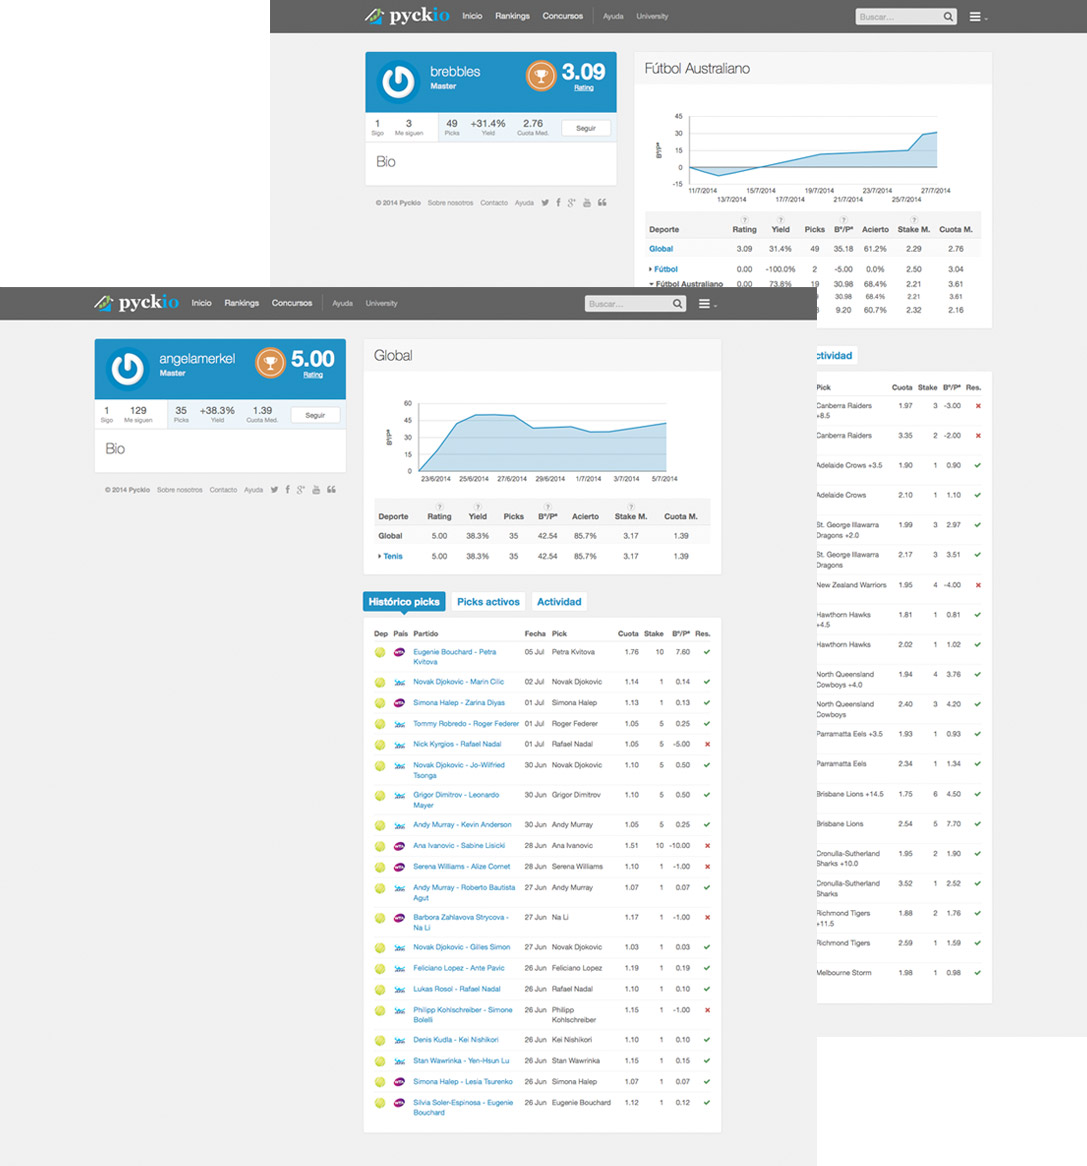 pyckio Inicio Rankings Concursos Ayuda University Buscar...
brebbles
Master
3.09
Rating
1 3 49 +31.4% 2.76 Seguir
Sigo Me siguen Picks Yield Cuota Med.
Bio
© 2014 Pyckio Sobre nosotros Contacto Ayuda
Fútbol Australiano
45
30
15
0
-15
Bº/Pª
11/7/2014 15/7/2014 19/7/2014 23/7/2014 27/7/2014
13/7/2014 17/7/2014 21/7/2014 25/7/2014
? ? ? ?
Deporte Rating Yield Picks Bº/Pª Acierto Stake M. Cuota M.
Global 3.09 31.4% 49 35.18 61.2% 2.29 2.76
Fútbol 0.00 -100.0% 2 -5.00 0.0% 2.50 3.04
Fútbol Australiano 0.00 73.8% 19 30.98 68.4% 2.21 3.61
30.98 68.4% 2.21 3.61
9.20 60.7% 2.32 2.16
ctividad
Pick Cuota Stake Bº/Pª Res.
Canberra Raiders 1.97 3 -3.00
+8.5
Canberra Raiders 3.35 2 -2.00
Adelaide Crows +3.5 1.90 1 0.90
Adelaide Crows 2.10 1 1.10
St. George Illawarra 1.99 3 2.97
Dragons +2.0
St. George Illawarra 2.17 3 3.51
Dragons
New Zealand Warriors 1.95 4 -4.00
Hawthorn Hawks 1.81 1 0.81
+4.5
Hawthorn Hawks 2.02 1 1.02
North Queensland 1.94 4 3.76
Cowboys +4.0
North Queensland 2.40 3 4.20
Cowboys
Parramatta Eels +3.5 1.93 1 0.93
Parramatta Eels 2.34 1 1.34
Brisbane Lions +14.5 1.75 6 4.50
Brisbane Lions 2.54 5 7.70
Cronulla-Sutherland 1.95 2 1.90
Sharks +10.0
Cronulla-Sutherland 3.52 1 2.52
Sharks
Richmond Tigers 1.88 2 1.76
+11.5
Richmond Tigers 2.59 1 1.59
Melbourne Storm 1.98 1 0.98
pyckio Inicio Rankings Concursos Ayuda University Buscar...
angelamerkel
Master
5.00
Rating
1 129 35 +38.3% 1.39 Seguir
Sigo Me siguen Picks Yield Cuota Med.
Bio
© 2014 Pyckio Sobre nosotros Contacto Ayuda
Global
60
45
30
15
0
Bº/Pª
23/6/2014 25/6/2014 27/6/2014 29/6/2014 1/7/2014 3/7/2014 5/7/2014
? ? ? ?
Deporte Rating Yield Picks Bº/Pª Acierto Stake M. Cuota M.
Global 5.00 38.3% 35 42.54 85.7% 3.17 1.39
Tenis 5.00 38.3% 35 42.54 85.7% 3.17 1.39
Histórico picks Picks activos Actividad
Dep País Partido Fecha Pick Cuota Stake Bº/Pª Res.
WTA Eugenie Bouchard - Petra 05 Jul Petra Kvitova 1.76 10 7.60
Kvitova
Novak Djokovic - Marin Cilic 02 Jul Novak Djokovic 1.14 1 0.14
WTA Simona Halep - Zarina Diyas 01 Jul Simona Halep 1.13 1 0.13
Tommy Robredo - Roger Federer 01 Jul Roger Federer 1.05 5 0.25
Nick Kyrgios - Rafael Nadal 01 Jul Rafael Nadal 1.05 5 -5.00
Novak Djokovic - Jo-Wilfried 30 Jun Novak Djokovic 1.10 5 0.50
Tsonga
Grigor Dimitrov - Leonardo 30 Jun Grigor Dimitrov 1.10 5 0.50
Mayer
Andy Murray - Kevin Anderson 30 Jun Andy Murray 1.05 5 0.25
WTA Ana Ivanovic - Sabine Lisicki 28 Jun Ana Ivanovic 1.51 10 -10.00
WTA Serena Williams - Alize Cornet 28 Jun Serena Williams 1.10 1 -1.00
Andy Murray - Roberto Bautista 27 Jun Andy Murray 1.07 1 0.07
Agut
WTA Barbora Zahlavova Strycova - 27 Jun Na Li 1.17 1 -1.00
Na Li
Novak Djokovic - Gilles Simon 27 Jun Novak Djokovic 1.03 1 0.03
Feliciano Lopez - Ante Pavic 26 Jun Feliciano Lopez 1.19 1 0.19
Lukas Rosol - Rafael Nadal 26 Jun Rafael Nadal 1.10 1 0.10
Philipp Kohlschreiber - Simone 26 Jun Philipp 1.15 1 -1.00
Bolelli Kohlschreiber
Denis Kudla - Kei Nishikori 26 Jun Kei Nishikori 1.10 1 0.10
Stan Wawrinka - Yen-Hsun Lu 26 Jun Stan Wawrinka 1.15 1 0.15
WTA Simona Halep - Lesia Tsurenko 26 Jun Simona Halep 1.07 1 0.07
WTA Silvia Soler-Espinosa - Eugenie 26 Jun Eugenie Bouchard 1.12 1 0.12
Bouchard